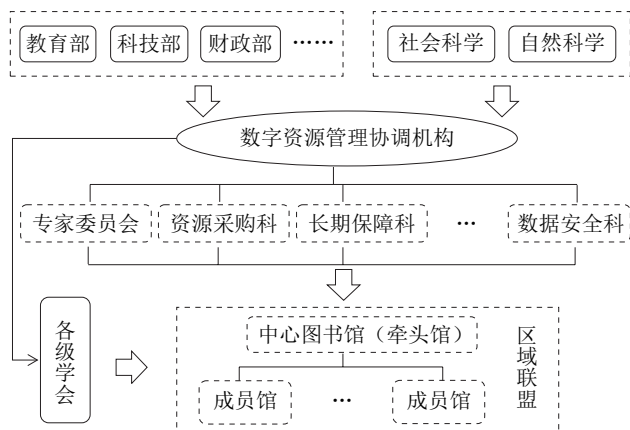 教育部 科技部 财政部 …… 社会科学 自然科学
数字资源管理协调机构
专家委员会 资源采购科 长期保障科 … 数据安全科
各级学会
中心图书馆（牵头馆）
成员馆 … 成员馆
区域联盟